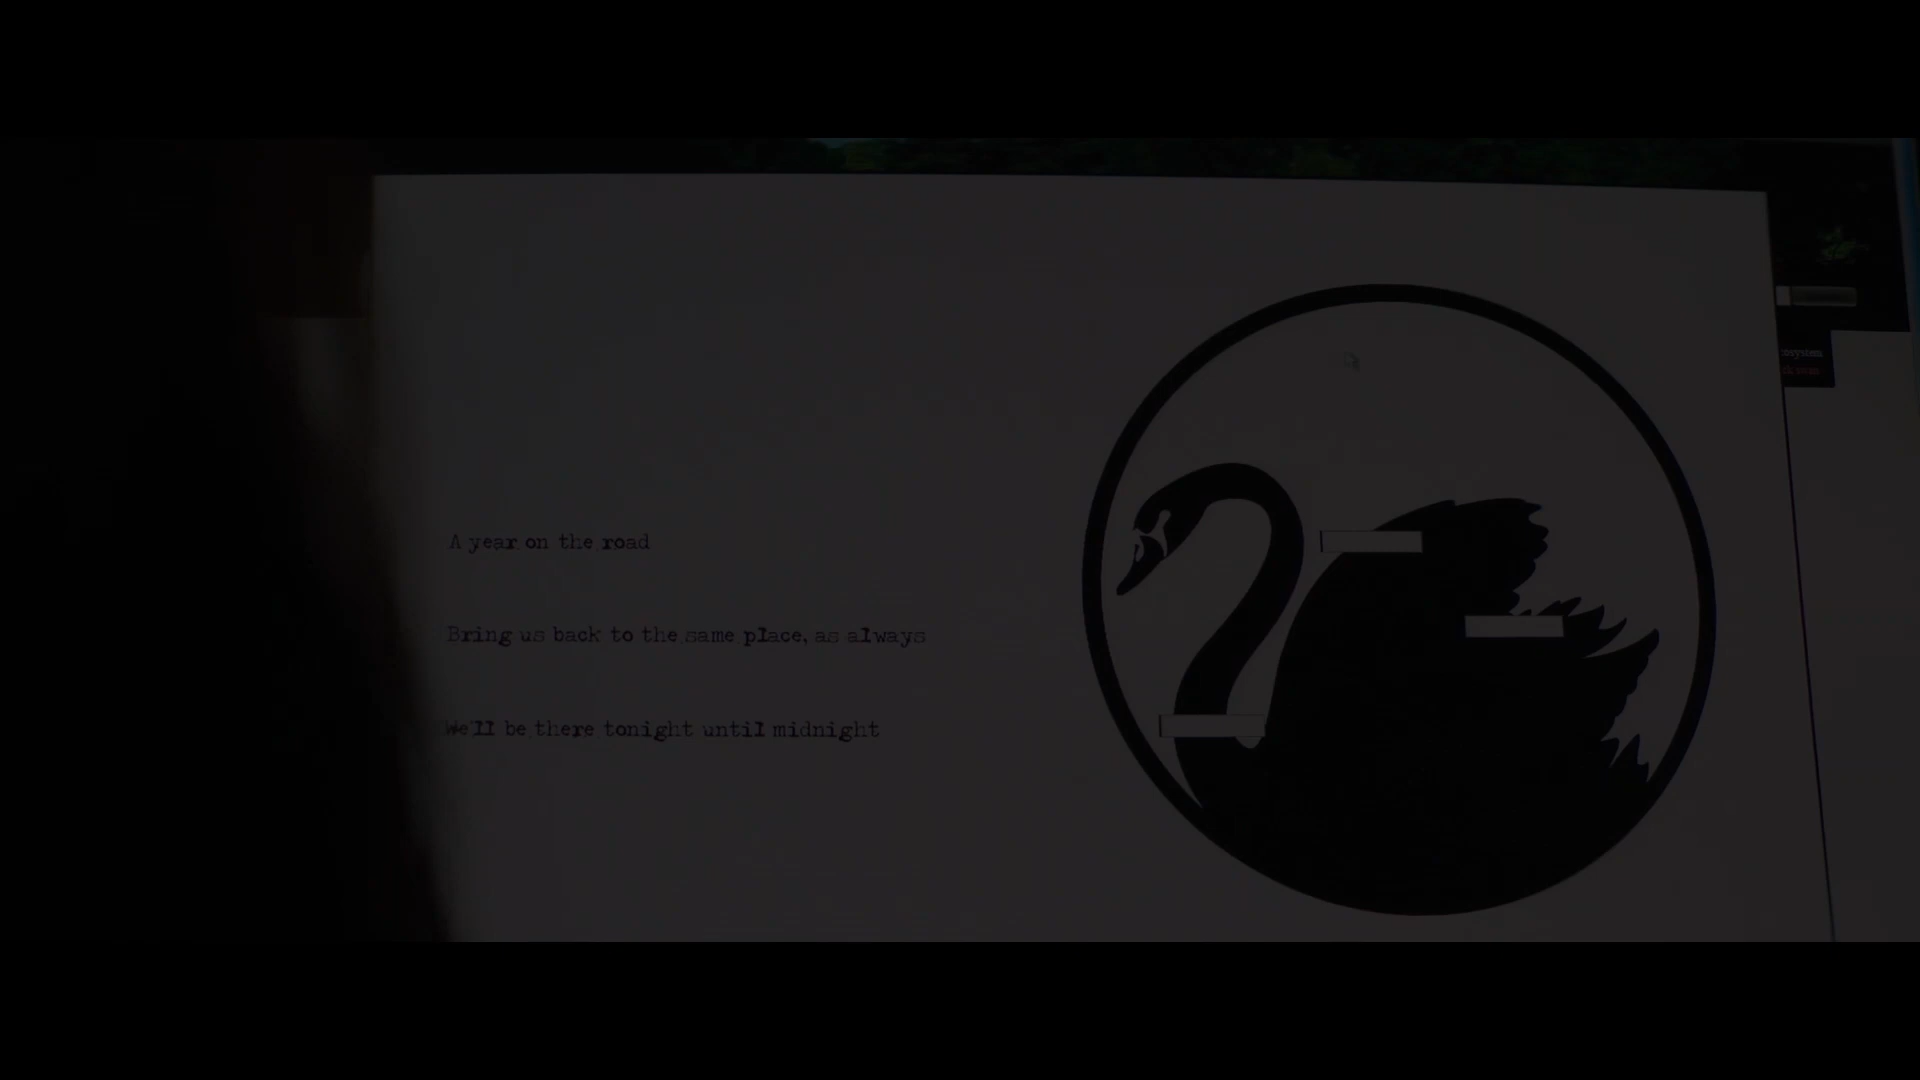 A year on the road
Bring us back to the same place, as always
We'll be there tonight until midnight